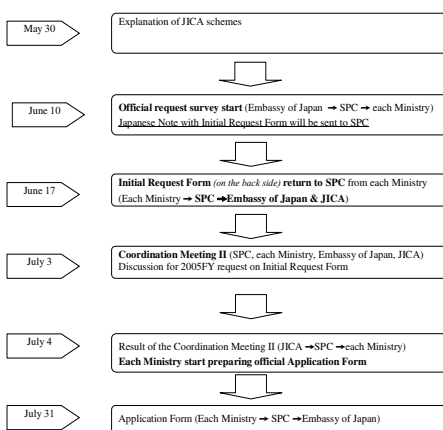 May 30
Explanation of JICA schemes
June 10
Official request survey start (Embassy of Japan → SPC → each Ministry)
Japanese Note with Initial Request Form will be sent to SPC
June 17
Initial Request Form (on the back side) return to SPC from each Ministry
(Each Ministry → SPC → Embassy of Japan & JICA)
July 3
Coordination Meeting II (SPC, each Ministry, Embassy of Japan, JICA)
Discussion for 2005FY request on Initial Request Form
July 4
Result of the Coordination Meeting II (JICA → SPC → each Ministry)
Each Ministry start preparing official Application Form
July 31
Application Form (Each Ministry → SPC → Embassy of Japan)